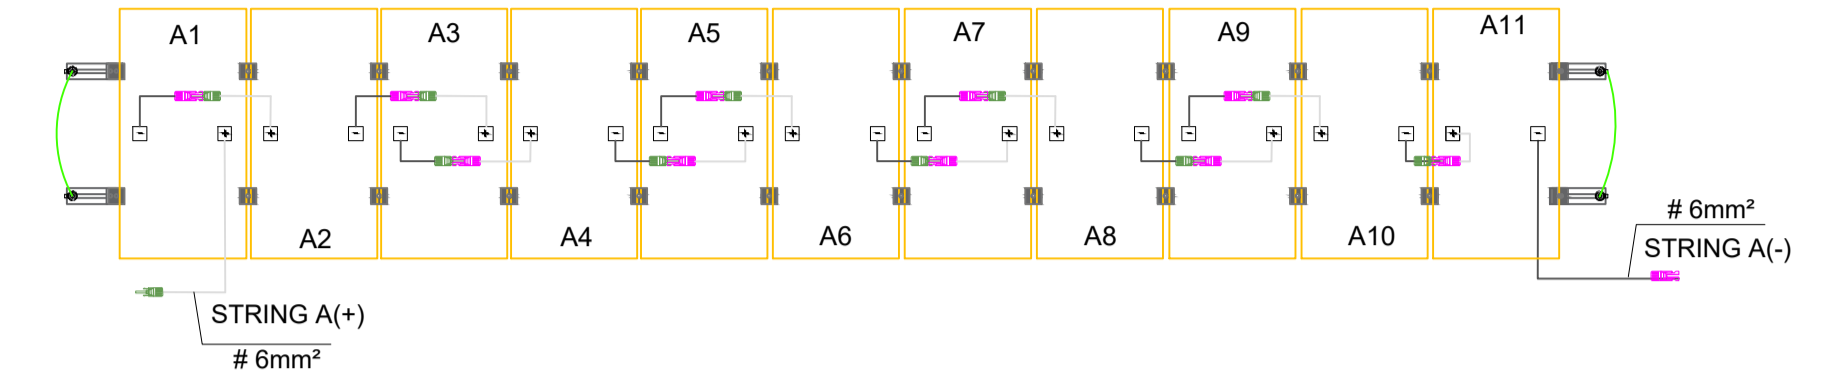 A1
A3
A5
A7
A9
A11
- + + - - + + - - + + - - + + - - + + - + -
A2
A4
A6
A8
A10
# 6mm²
STRING A(-)
STRING A(+)
# 6mm²